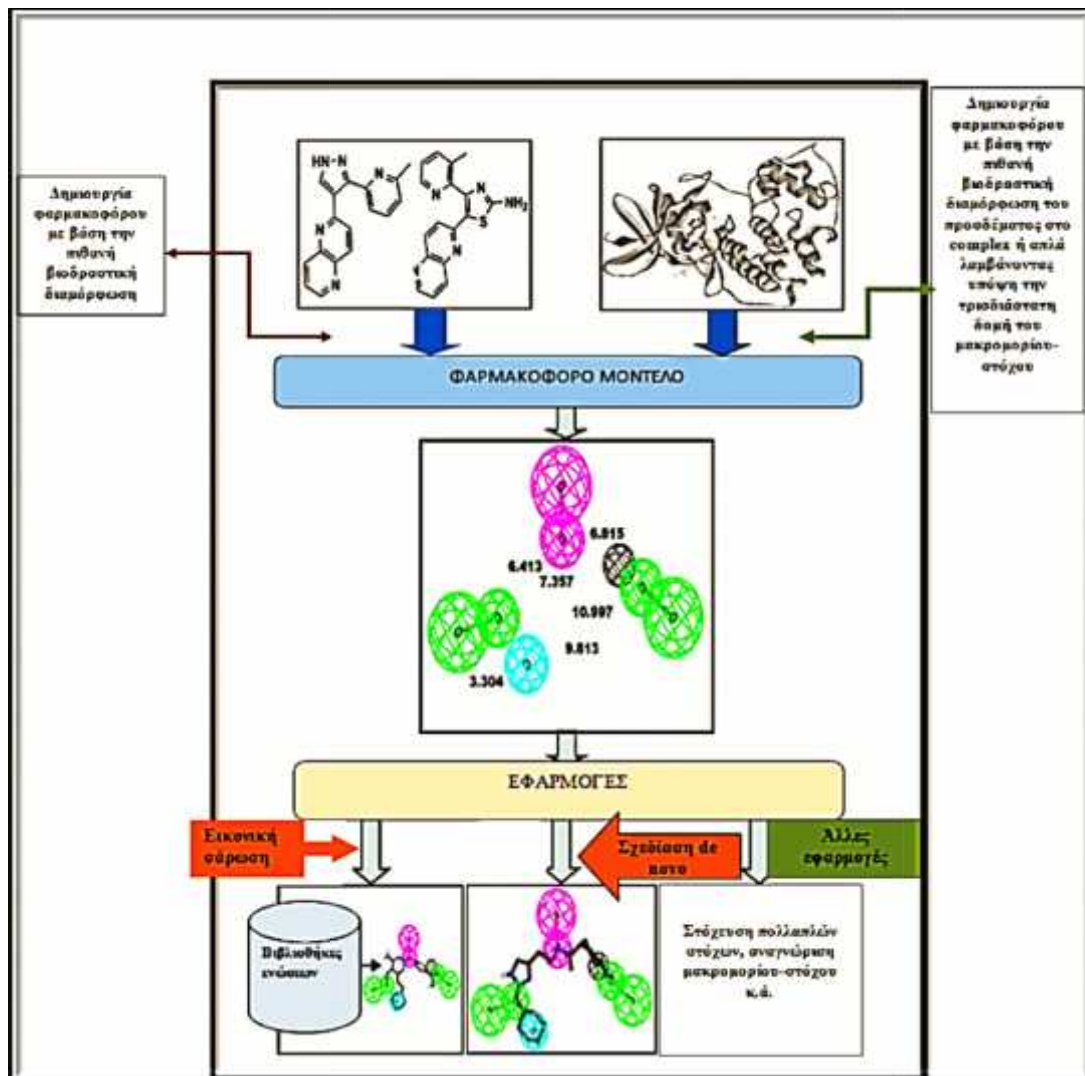 Δημιουργία
φαρμακοφόρου
με βάση την
πιθανή
βιοδραστική
διαμόρφωση
HN-N
N
N
N
N
N
N
NH₂
S
N
N
Δημιουργία
φαρμακοφόρου
με βάση την
πιθανή
βιοδραστική
διαμόρφωση του
προσδέματος στο
complex ή απλά
λαμβάνοντας
υπόψη την
τρισδιάστατη
δομή του
μακρομορίου-
στόχου
ΦΑΡΜΑΚΟΦΟΡΟ ΜΟΝΤΕΛΟ
6.815
6.413
7.357
10.997
9.813
3.304
ΕΦΑΡΜΟΓΕΣ
Εικονική
σάρωση
Σχεδίαση de
novo
Άλλες
εφαρμογές
Βιβλιοθήκες
ενώσεων
Στόχευση πολλαπλών
στόχων, αναγνώριση
μακρομορίου-στόχου
κ.ά.